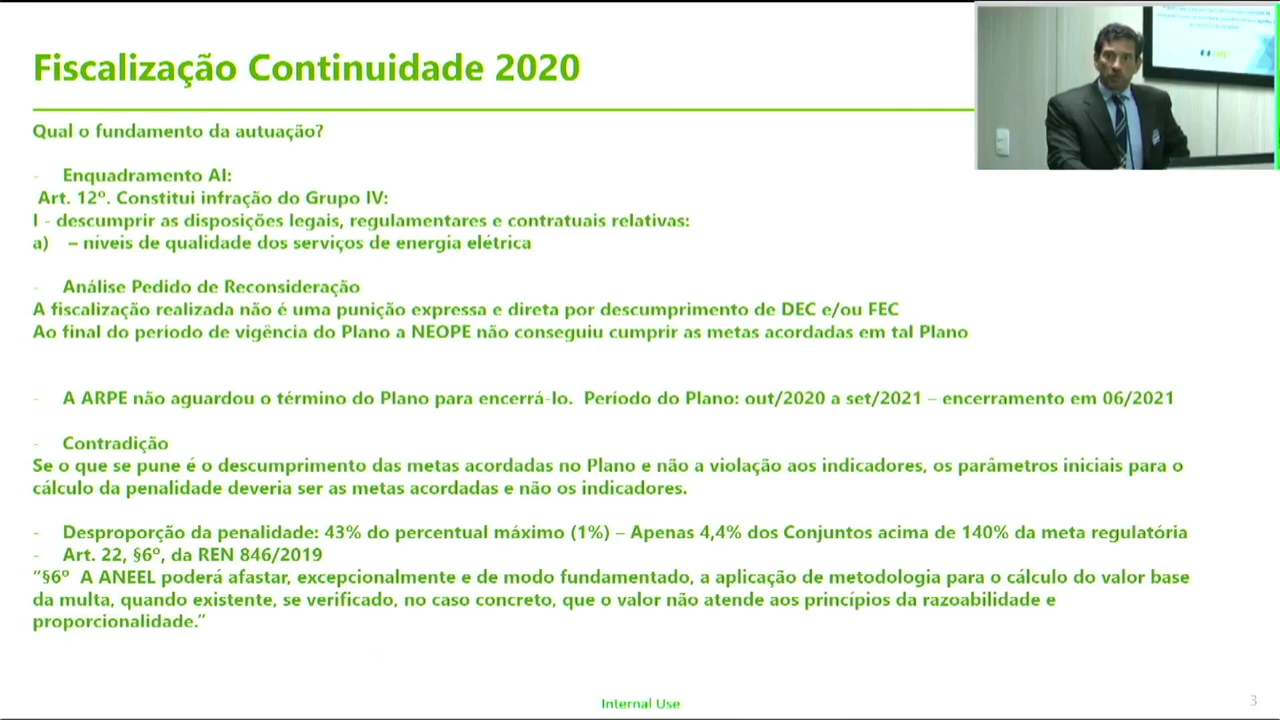 Fiscalização Continuidade 2020
Qual o fundamento da autuação?
- Enquadramento AI:
Art. 12º. Constitui infração do Grupo IV:
I - descumprir as disposições legais, regulamentares e contratuais relativas:
a) – níveis de qualidade dos serviços de energia elétrica
- Análise Pedido de Reconsideração
A fiscalização realizada não é uma punição expressa e direta por descumprimento de DEC e/ou FEC
Ao final do período de vigência do Plano a NEOPE não conseguiu cumprir as metas acordadas em tal Plano
- A ARPE não aguardou o término do Plano para encerrá-lo. Período do Plano: out/2020 a set/2021 – encerramento em 06/2021
- Contradição
Se o que se pune é o descumprimento das metas acordadas no Plano e não a violação aos indicadores, os parâmetros iniciais para o
cálculo da penalidade deveria ser as metas acordadas e não os indicadores.
- Desproporção da penalidade: 43% do percentual máximo (1%) – Apenas 4,4% dos Conjuntos acima de 140% da meta regulatória
- Art. 22, §6º, da REN 846/2019
“§6º A ANEEL poderá afastar, excepcionalmente e de modo fundamentado, a aplicação de metodologia para o cálculo do valor base
da multa, quando existente, se verificado, no caso concreto, que o valor não atende aos princípios da razoabilidade e
proporcionalidade.”
Internal Use
3